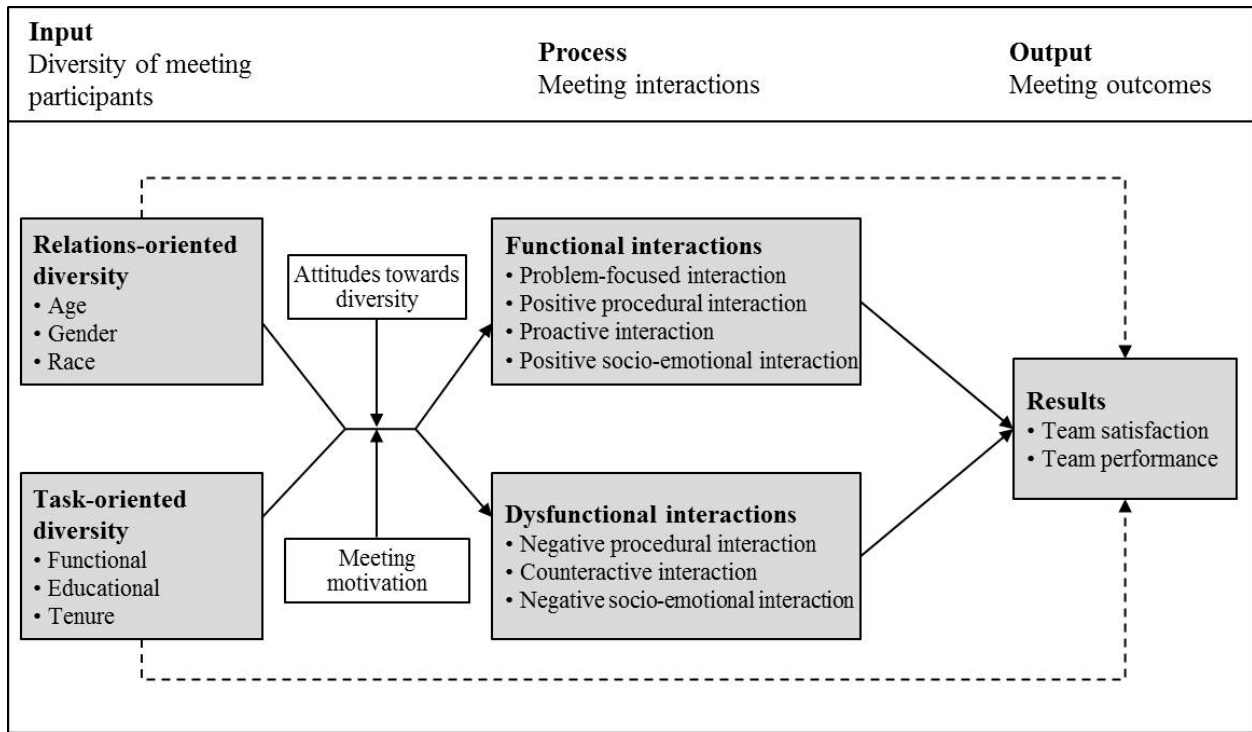 Input
Diversity of meeting
participants
Process
Meeting interactions
Output
Meeting outcomes
Relations-oriented
diversity
• Age
• Gender
• Race
Attitudes towards
diversity
Functional interactions
• Problem-focused interaction
• Positive procedural interaction
• Proactive interaction
• Positive socio-emotional interaction
Results
• Team satisfaction
• Team performance
Task-oriented
diversity
• Functional
• Educational
• Tenure
Meeting
motivation
Dysfunctional interactions
• Negative procedural interaction
• Counteractive interaction
• Negative socio-emotional interaction